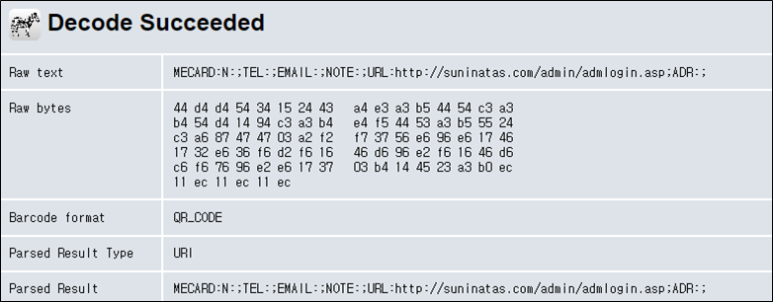 Decode Succeeded
Raw text MECARD:N:;TEL:;EMAIL:;NOTE:;URL:http://suninatas.com/admin/admlogin.asp;ADR:;
Raw bytes 44 d4 d4 54 34 15 24 43 a4 e3 a3 b5 44 54 c3 a3
b4 54 d4 14 94 c3 a3 b4 e4 f5 44 53 a3 b5 55 24
c3 a6 87 47 47 03 a2 f2 f7 37 56 e6 96 e6 17 46
17 32 e6 36 f6 d2 f6 16 46 d6 96 e2 f6 16 46 d6
c6 f6 76 96 e2 e6 17 37 03 b4 14 45 23 a3 b0 ec
11 ec 11 ec 11 ec
Barcode format QR_CODE
Parsed Result Type URI
Parsed Result MECARD:N:;TEL:;EMAIL:;NOTE:;URL:http://suninatas.com/admin/admlogin.asp;ADR:;